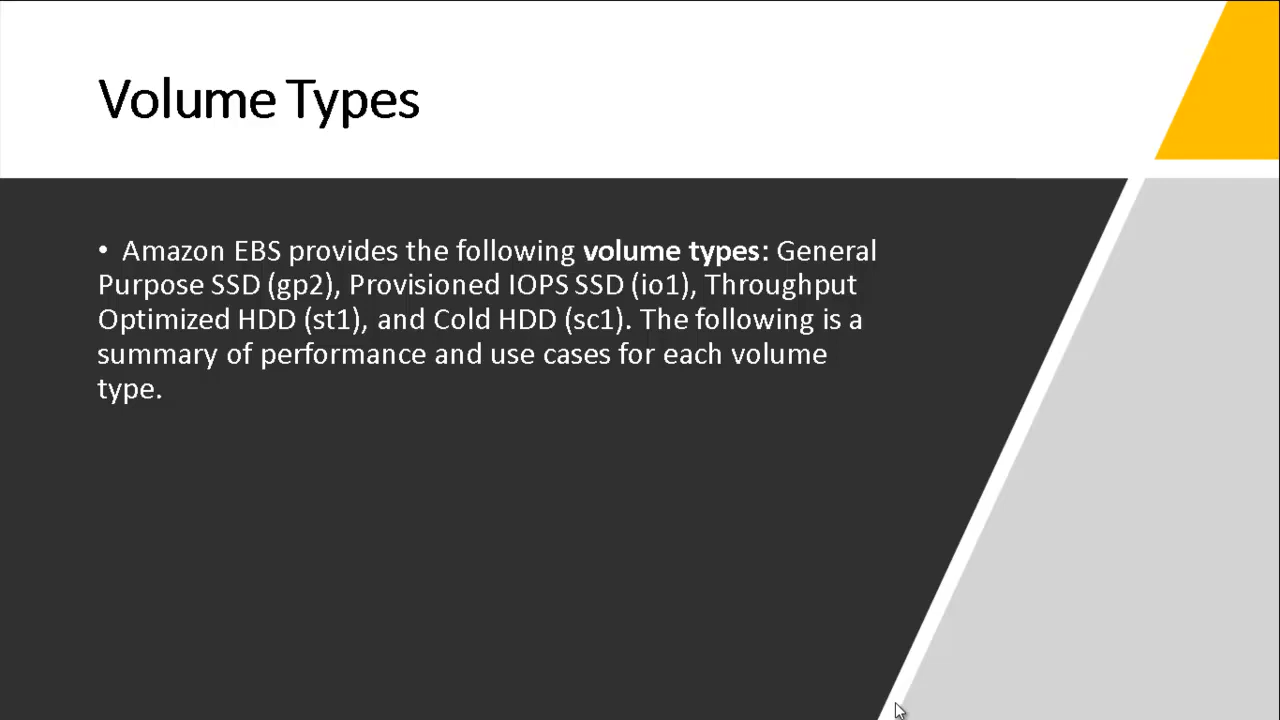 Volume Types
• Amazon EBS provides the following volume types: General
Purpose SSD (gp2), Provisioned IOPS SSD (io1), Throughput
Optimized HDD (st1), and Cold HDD (sc1). The following is a
summary of performance and use cases for each volume
type.